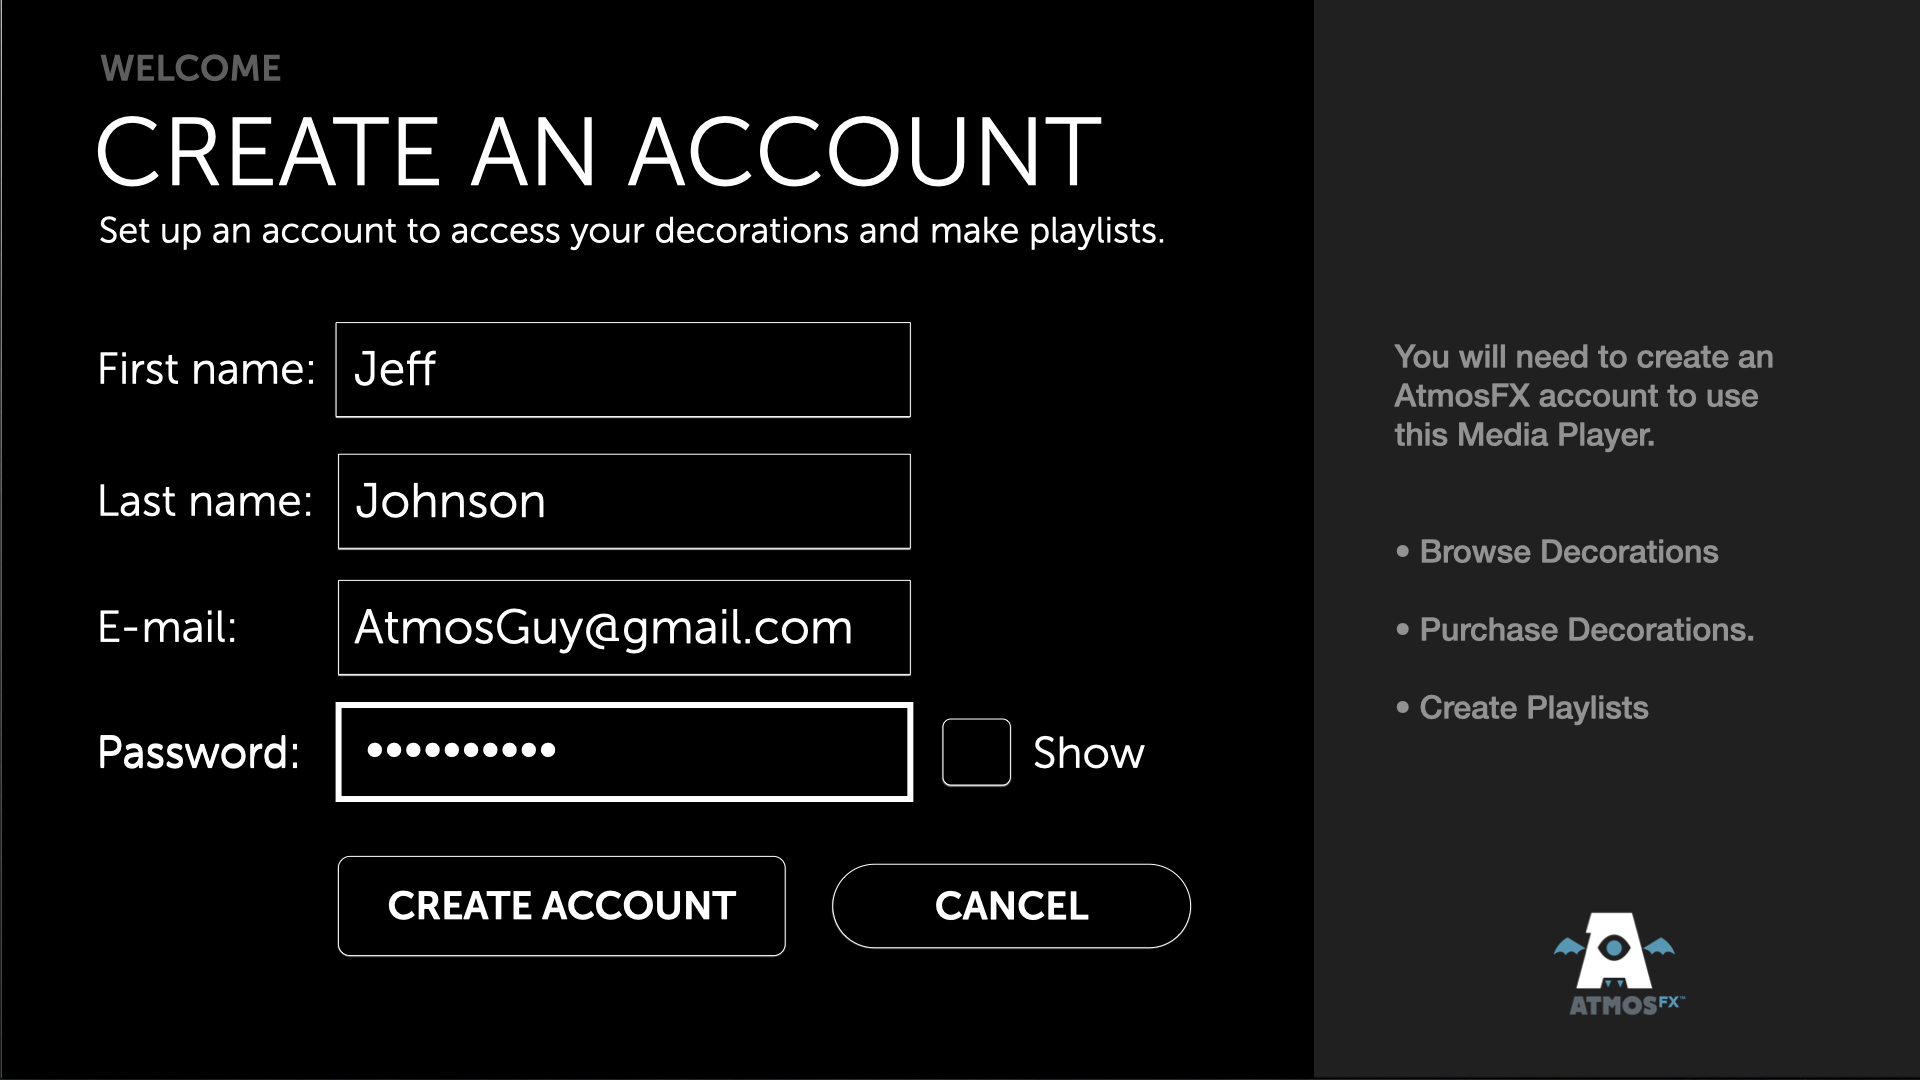 WELCOME
CREATE AN ACCOUNT
Set up an account to access your decorations and make playlists.
First name: Jeff
Last name: Johnson
E-mail: AtmosGuy@gmail.com
Password: ••••••••••
Show
CREATE ACCOUNT
CANCEL
You will need to create an
AtmosFX account to use
this Media Player.
• Browse Decorations
• Purchase Decorations.
• Create Playlists
ATMOSFX™